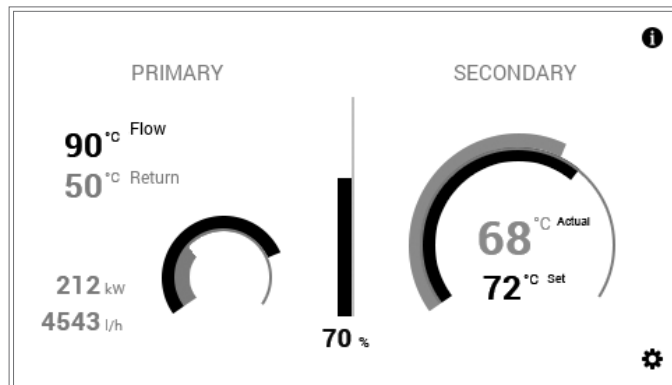 PRIMARY
SECONDARY
90 °C Flow
50 °C Return
212 kW
4543 l/h
70 %
68 °C Actual
72 °C Set